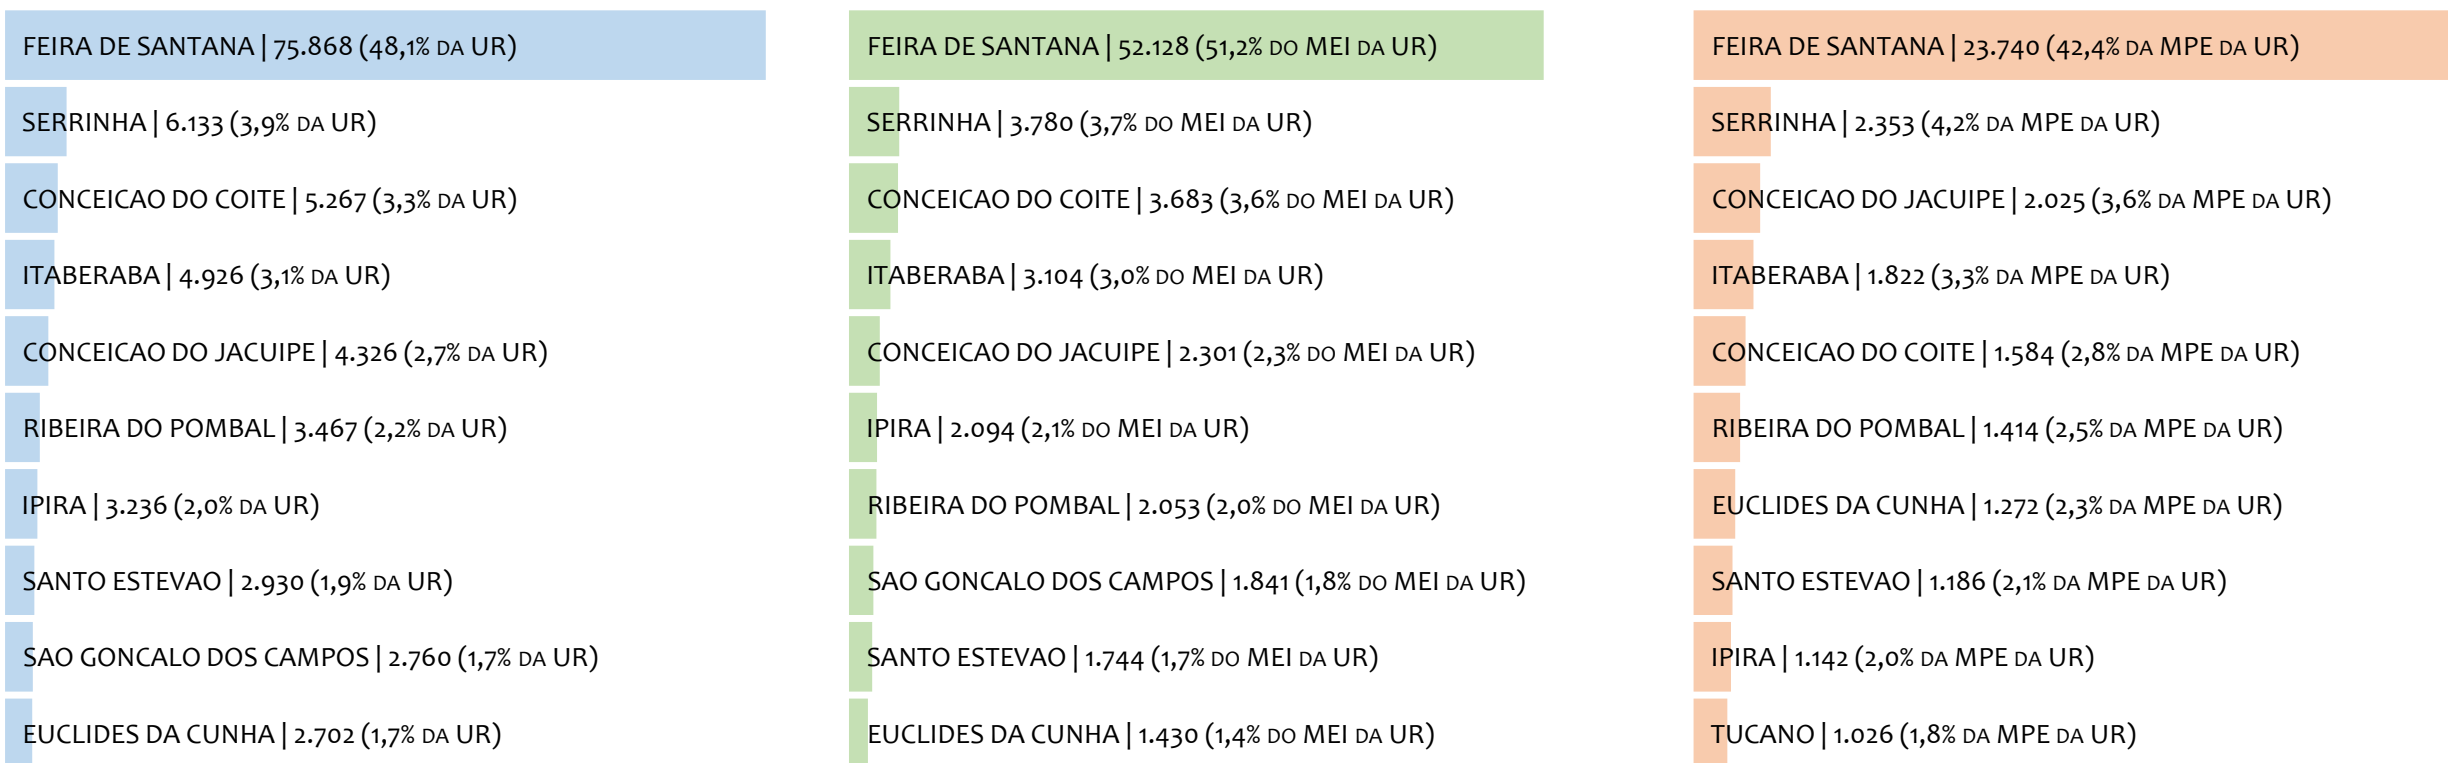 FEIRA DE SANTANA | 75.868 (48,1% DA UR)
SERRINHA | 6.133 (3,9% DA UR)
CONCEICAO DO COITE | 5.267 (3,3% DA UR)
ITABERABA | 4.926 (3,1% DA UR)
CONCEICAO DO JACUIPE | 4.326 (2,7% DA UR)
RIBEIRA DO POMBAL | 3.467 (2,2% DA UR)
IPIRA | 3.236 (2,0% DA UR)
SANTO ESTEVAO | 2.930 (1,9% DA UR)
SAO GONCALO DOS CAMPOS | 2.760 (1,7% DA UR)
EUCLIDES DA CUNHA | 2.702 (1,7% DA UR)
FEIRA DE SANTANA | 52.128 (51,2% DO MEI DA UR)
SERRINHA | 3.780 (3,7% DO MEI DA UR)
CONCEICAO DO COITE | 3.683 (3,6% DO MEI DA UR)
ITABERABA | 3.104 (3,0% DO MEI DA UR)
CONCEICAO DO JACUIPE | 2.301 (2,3% DO MEI DA UR)
IPIRA | 2.094 (2,1% DO MEI DA UR)
RIBEIRA DO POMBAL | 2.053 (2,0% DO MEI DA UR)
SAO GONCALO DOS CAMPOS | 1.841 (1,8% DO MEI DA UR)
SANTO ESTEVAO | 1.744 (1,7% DO MEI DA UR)
EUCLIDES DA CUNHA | 1.430 (1,4% DO MEI DA UR)
FEIRA DE SANTANA | 23.740 (42,4% DA MPE DA UR)
SERRINHA | 2.353 (4,2% DA MPE DA UR)
CONCEICAO DO JACUIPE | 2.025 (3,6% DA MPE DA UR)
ITABERABA | 1.822 (3,3% DA MPE DA UR)
CONCEICAO DO COITE | 1.584 (2,8% DA MPE DA UR)
RIBEIRA DO POMBAL | 1.414 (2,5% DA MPE DA UR)
EUCLIDES DA CUNHA | 1.272 (2,3% DA MPE DA UR)
SANTO ESTEVAO | 1.186 (2,1% DA MPE DA UR)
IPIRA | 1.142 (2,0% DA MPE DA UR)
TUCANO | 1.026 (1,8% DA MPE DA UR)